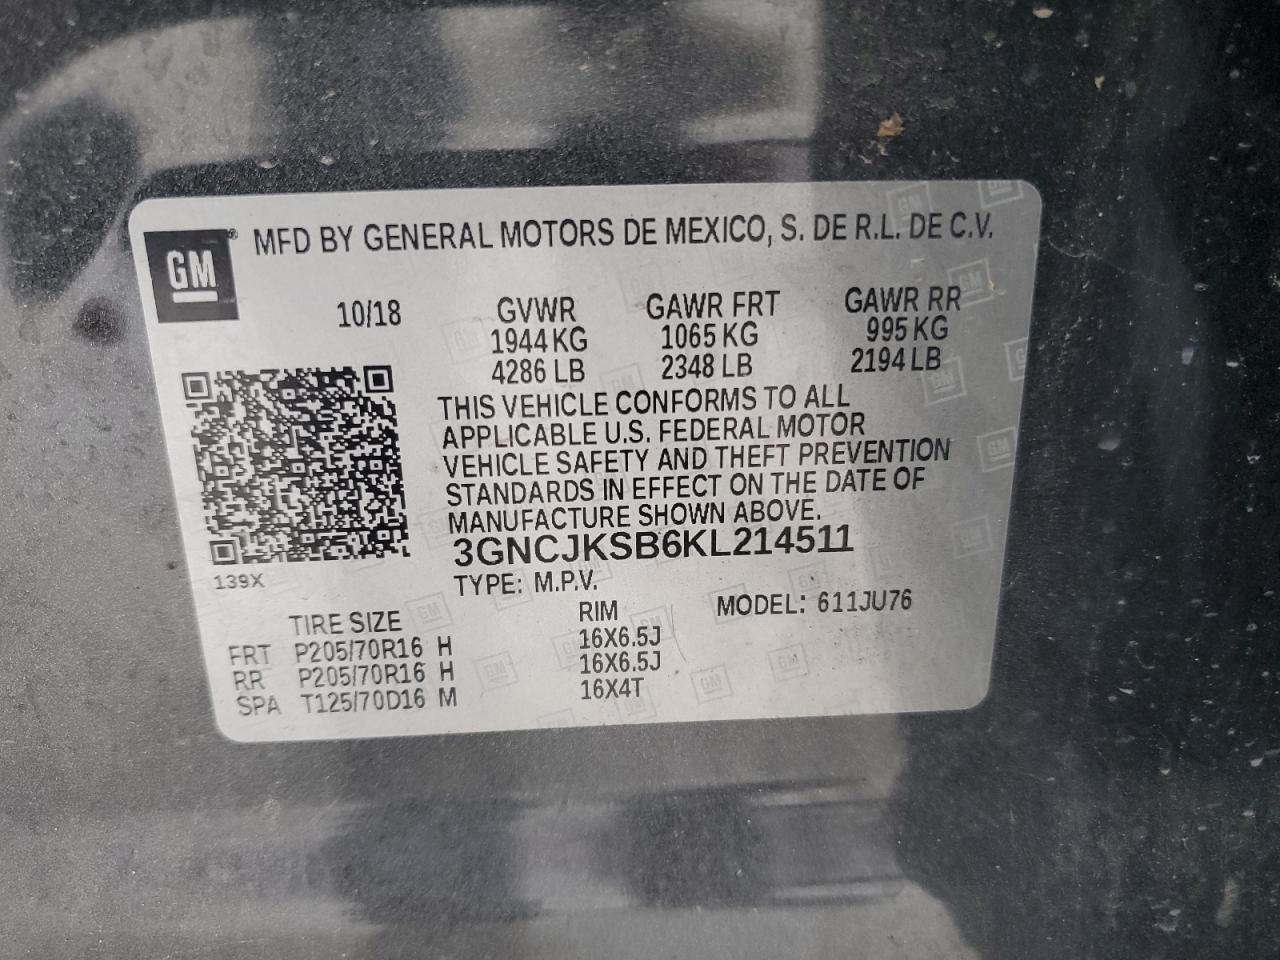 GM® MFD BY GENERAL MOTORS DE MEXICO, S. DE R.L. DE C.V.
10/18 GVWR GAWR FRT GAWR RR
1944 KG 1065 KG 995 KG
4286 LB 2348 LB 2194 LB
THIS VEHICLE CONFORMS TO ALL
APPLICABLE U.S. FEDERAL MOTOR
VEHICLE SAFETY AND THEFT PREVENTION
STANDARDS IN EFFECT ON THE DATE OF
MANUFACTURE SHOWN ABOVE.
3GNCJKSB6KL214511
139X TYPE: M.P.V.
TIRE SIZE RIM MODEL: 611JU76
FRT P205/70R16 H 16X6.5J
RR P205/70R16 H 16X6.5J
SPA T125/70D16 M 16X4T